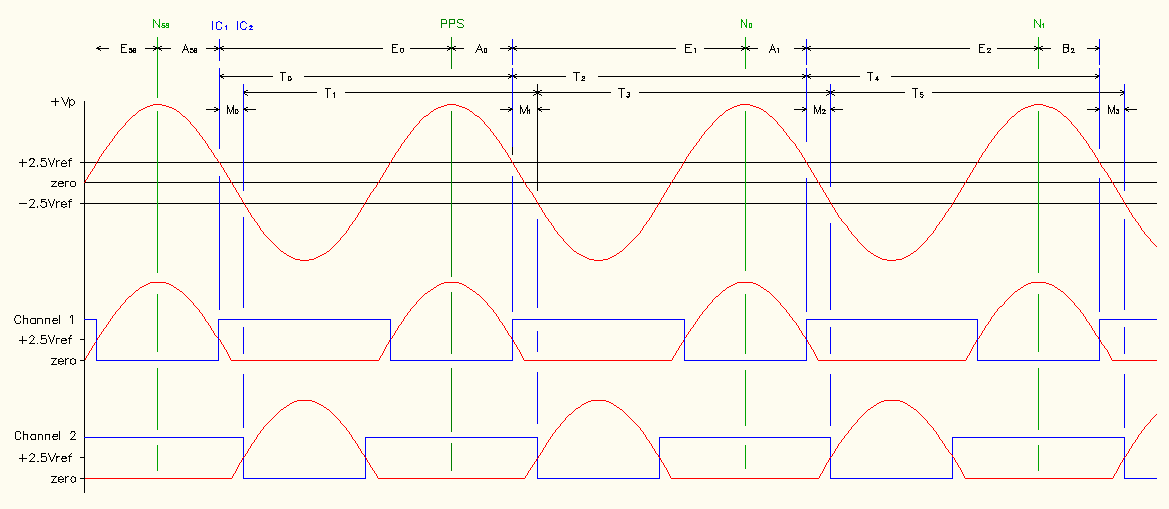 N₅₉ IC₁ IC₂ PPS N₀ N₁
E₅₉ A₅₉ E₀ A₀ E₁ A₁ E₂ B₂
T₀ T₂ T₄
T₁ T₃ T₅
+Vp M₀ M₁ M₂ M₃
+2.5Vref
zero
-2.5Vref
Channel 1
+2.5Vref
zero
Channel 2
+2.5Vref
zero